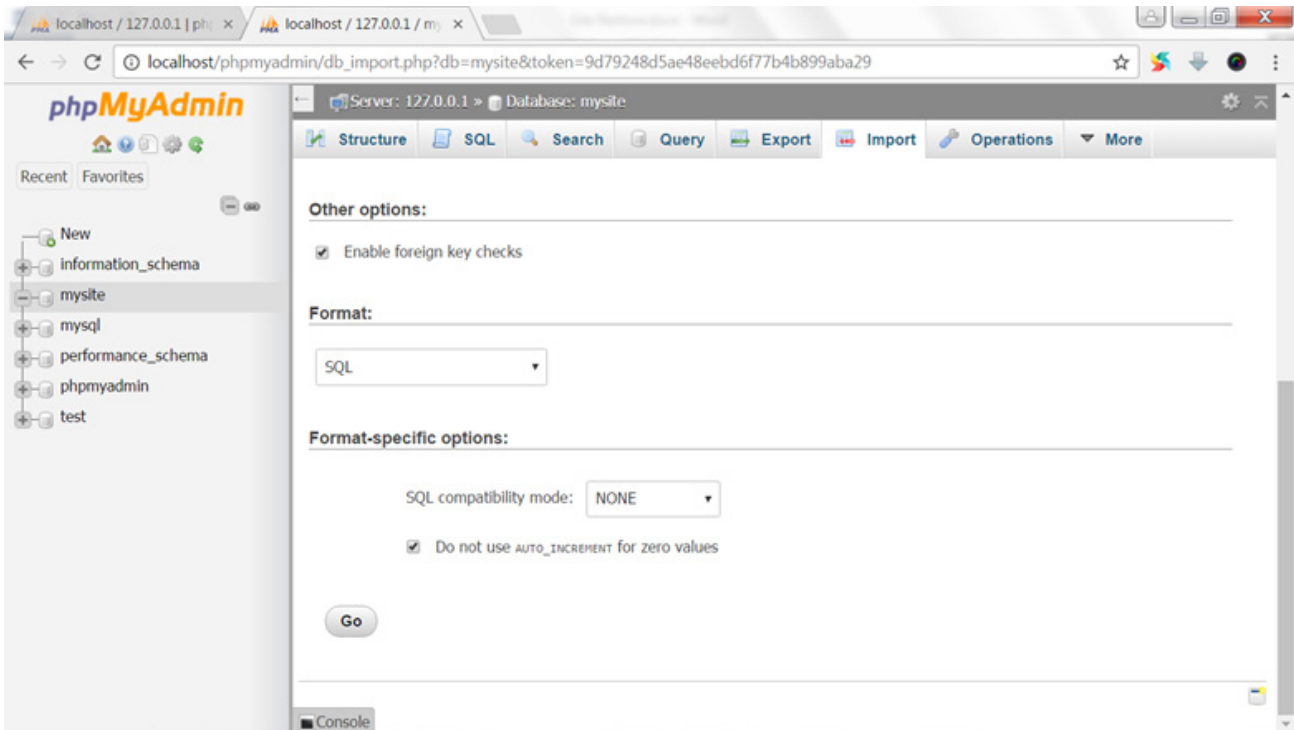 localhost / 127.0.0.1 | ph
localhost / 127.0.0.1 / my
localhost/phpmyadmin/db_import.php?db=mysite&token=9d79248d5ae48eebd6f77b4b899aba29
phpMyAdmin
Recent Favorites
New
information_schema
mysite
mysql
performance_schema
phpmyadmin
test
Server: 127.0.0.1 » Database: mysite
Structure SQL Search Query Export Import Operations More
Other options:
Enable foreign key checks
Format:
SQL
Format-specific options:
SQL compatibility mode: NONE
Do not use AUTO_INCREMENT for zero values
Go
Console